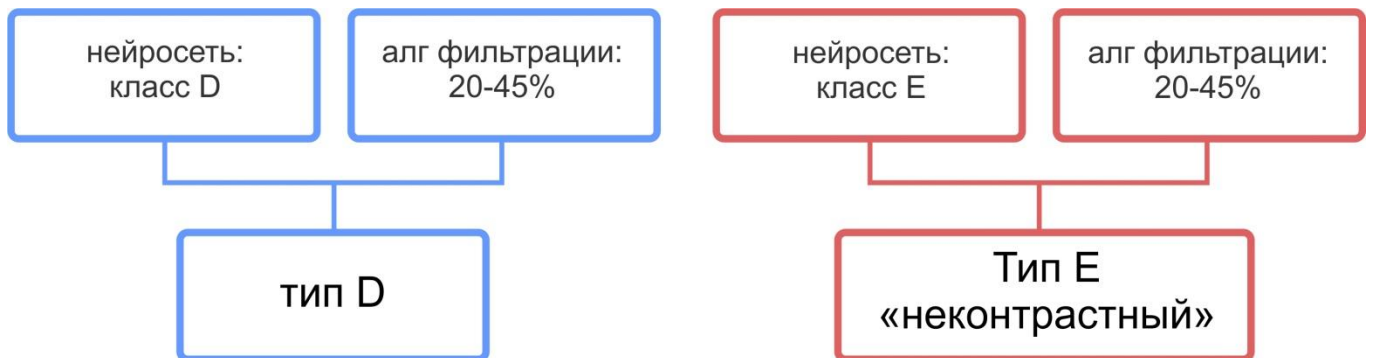 нейросеть:
класс D
алг фильтрации:
20-45%
нейросеть:
класс E
алг фильтрации:
20-45%
тип D
Тип E
«неконтрастный»